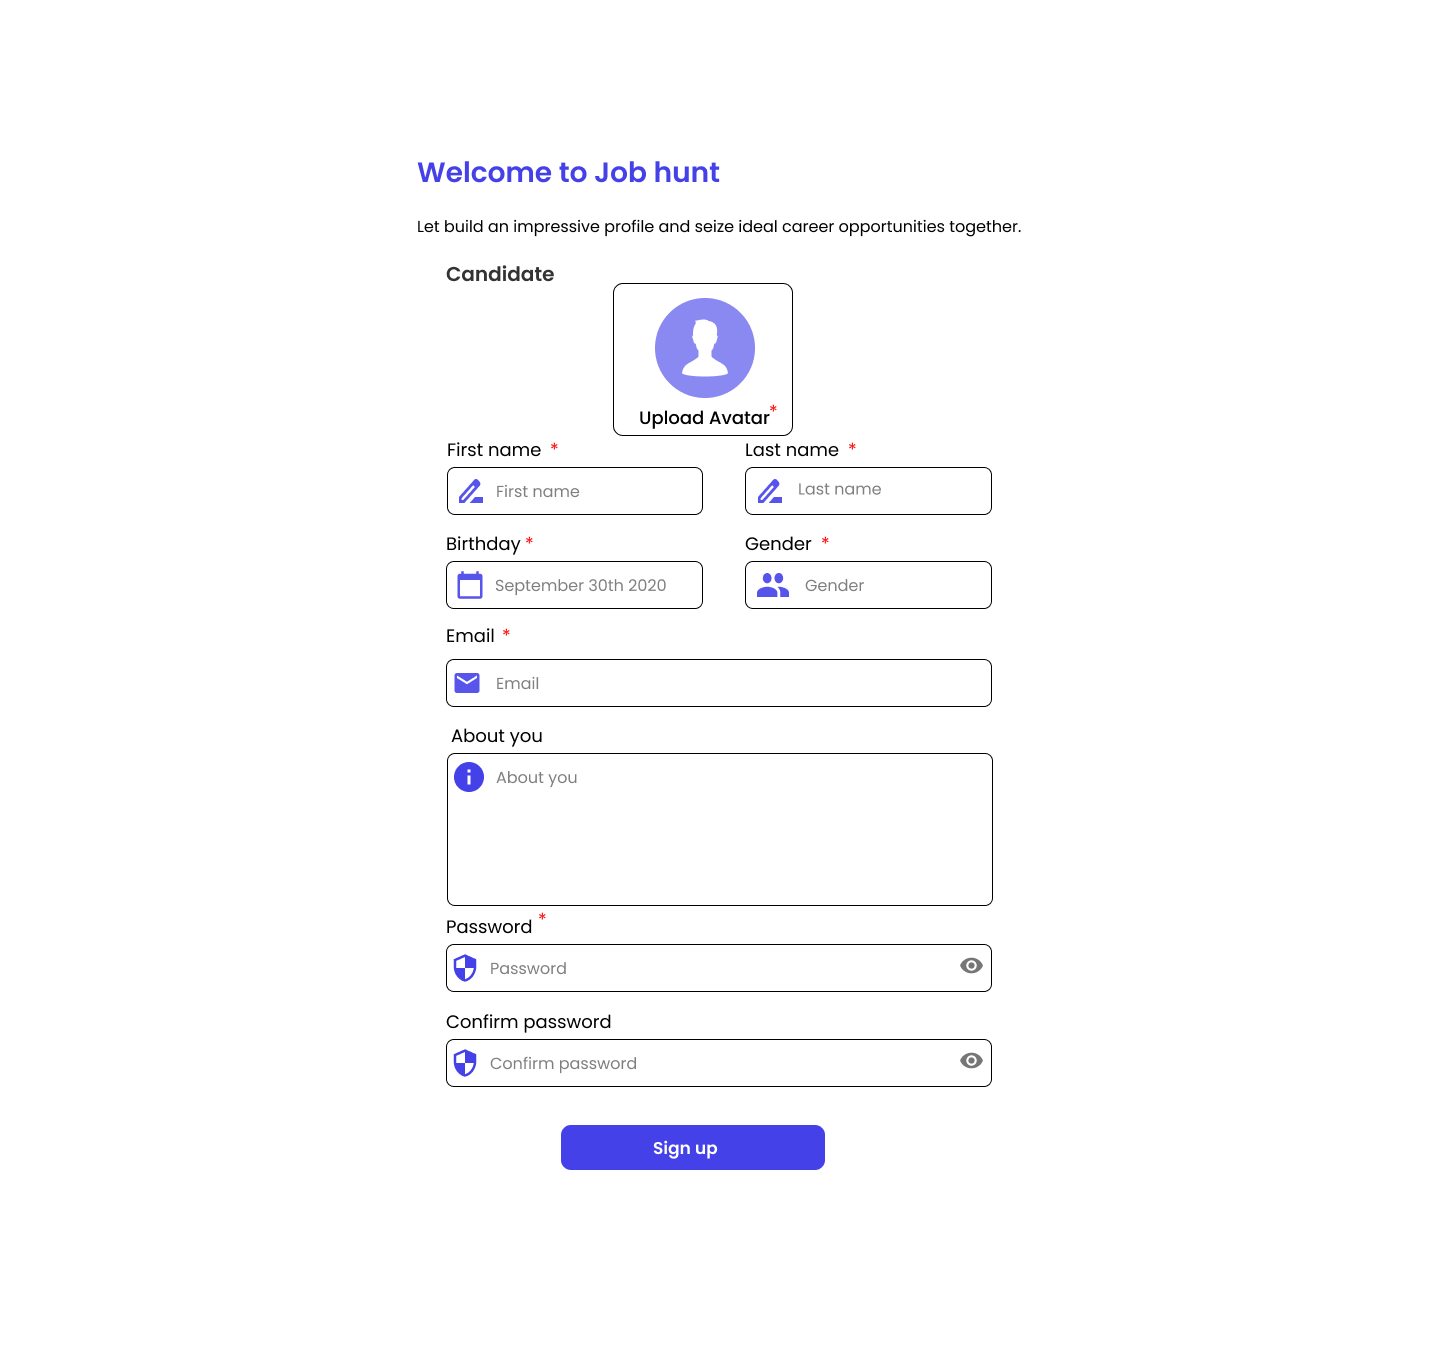 Welcome to Job hunt
Let build an impressive profile and seize ideal career opportunities together.
Candidate
Upload Avatar*
First name *
Last name *
First name
Last name
Birthday *
Gender *
September 30th 2020
Gender
Email *
Email
About you
About you
Password *
Password
Confirm password
Confirm password
Sign up